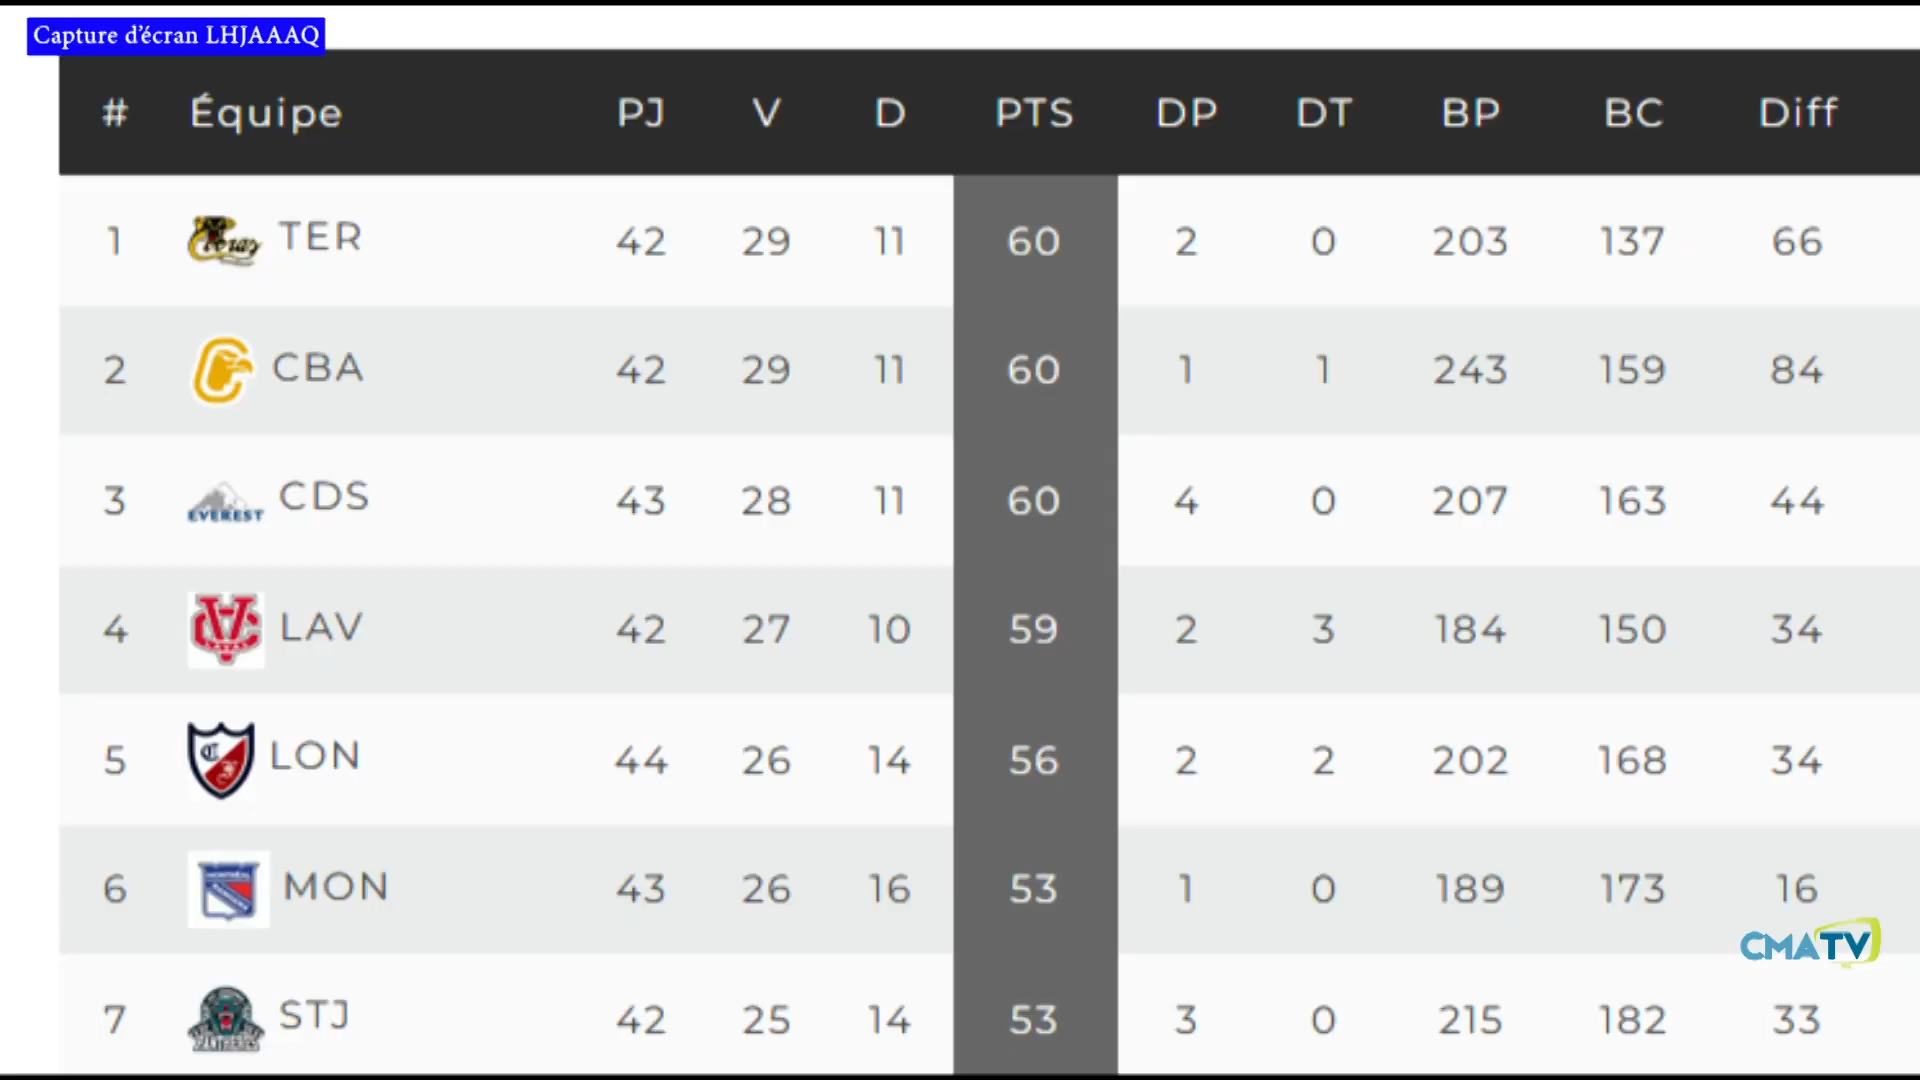 Capture d'écran LHJAAAQ
# Équipe PJ V D PTS DP DT BP BC Diff
1 TER 42 29 11 60 2 0 203 137 66
2 CBA 42 29 11 60 1 1 243 159 84
3 EVEREST CDS 43 28 11 60 4 0 207 163 44
4 LAVAL LAV 42 27 10 59 2 3 184 150 34
5 LON 44 26 14 56 2 2 202 168 34
6 MON 43 26 16 53 1 0 189 173 16
CMATV
7 STJ 42 25 14 53 3 0 215 182 33